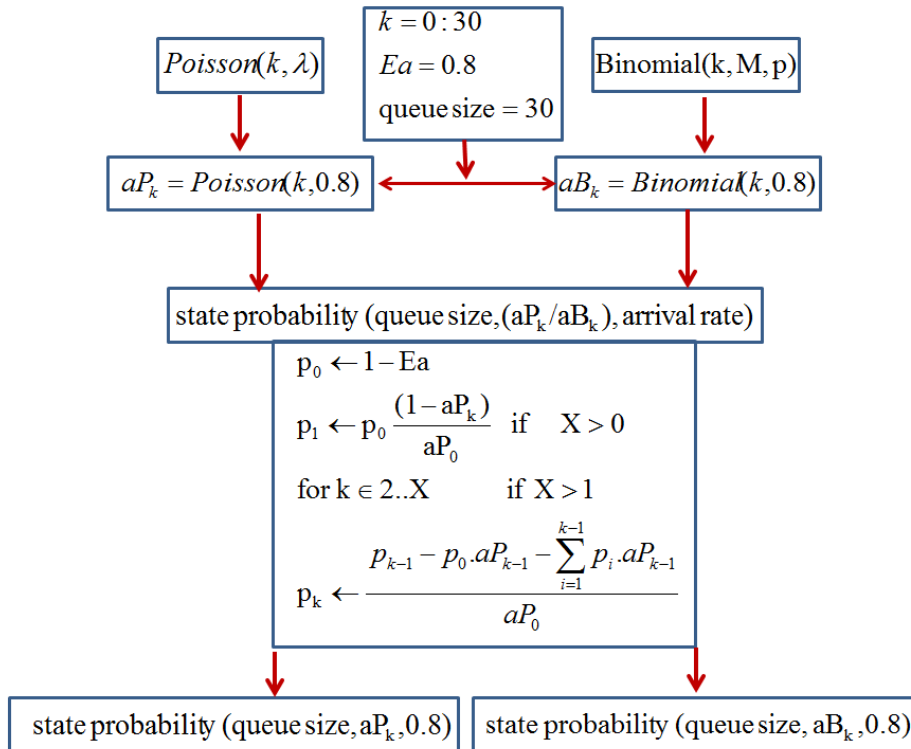 Poisson(k, λ)
k = 0 : 30
Ea = 0.8
queue size = 30
Binomial(k, M, p)
aP_k = Poisson(k, 0.8)
aB_k = Binomial(k, 0.8)
state probability (queue size, (aP_k/aB_k), arrival rate)
p_0 ← 1 − Ea
p_1 ← p_0 (1 − aP_k)/aP_0 if X > 0
for k ∈ 2..X if X > 1
p_k ← (p_{k−1} − p_0.aP_{k−1} − ∑_{i=1}^{k−1} p_i.aP_{k−1})/aP_0
state probability (queue size, aP_k, 0.8)
state probability (queue size, aB_k, 0.8)